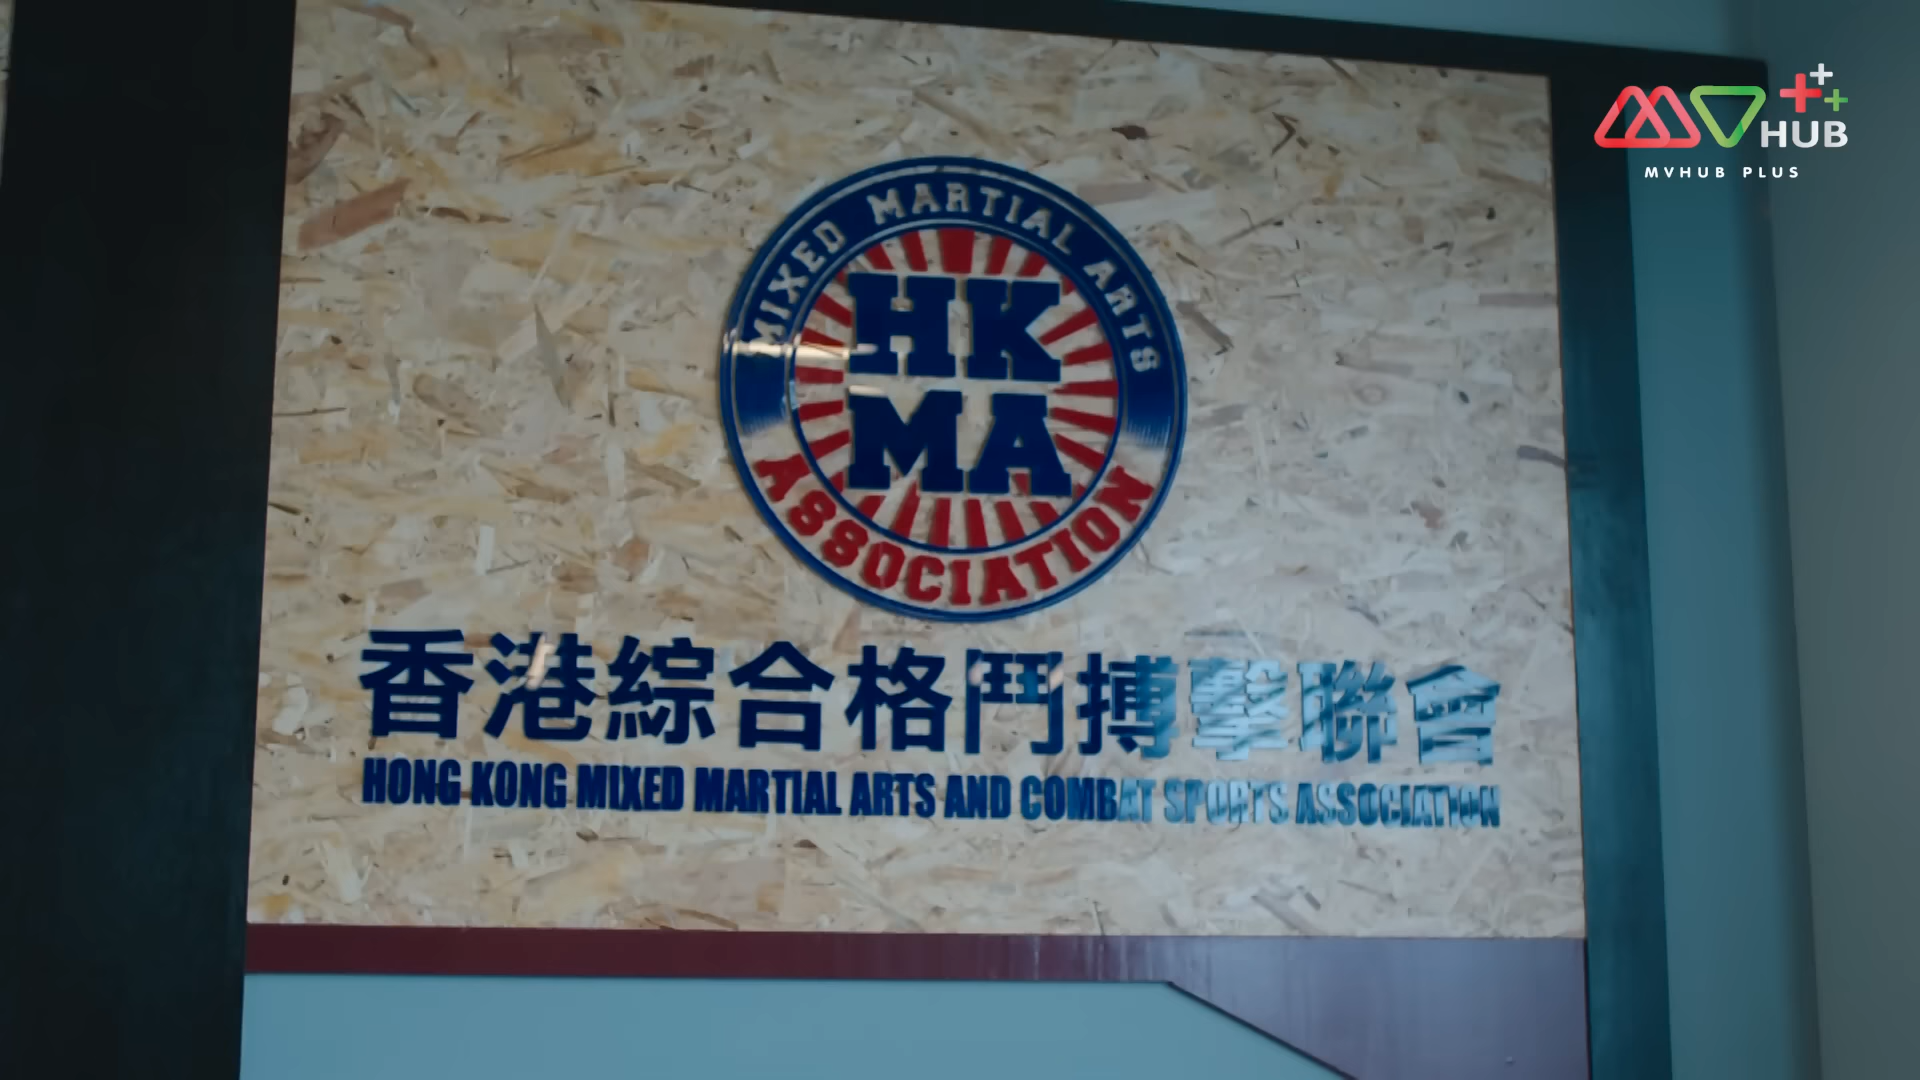 MV HUB
MVHUB PLUS
MIXED MARTIAL ARTS
HK
MA
ASSOCIATION
香港綜合格鬥搏擊聯會
HONG KONG MIXED MARTIAL ARTS AND COMBAT SPORTS ASSOCIATION